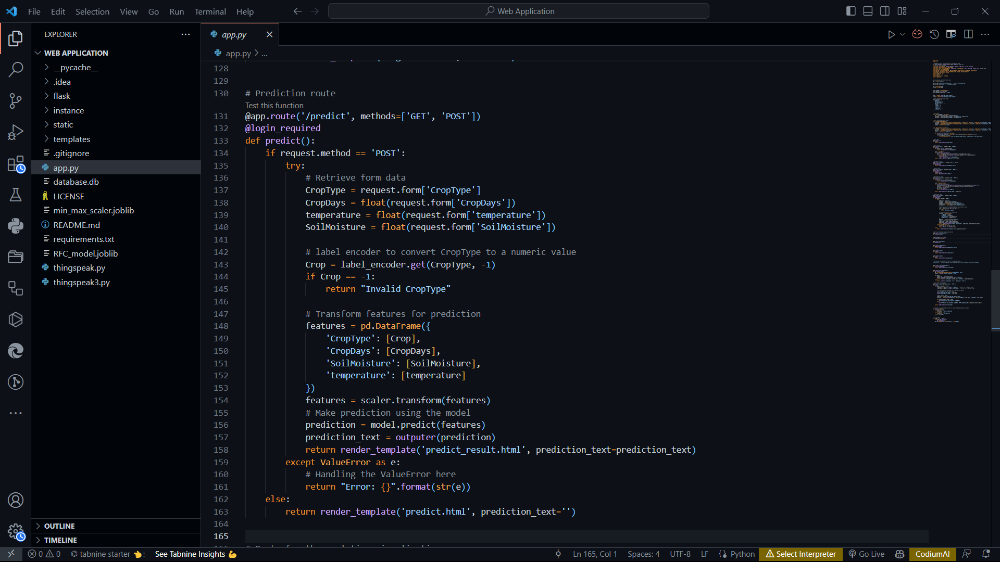 File Edit Selection View Go Run Terminal Help
Web Application
EXPLORER
WEB APPLICATION
__pycache__
.idea
flask
instance
static
templates
.gitignore
app.py
database.db
LICENSE
min_max_scaler.joblib
README.md
requirements.txt
RFC_model.joblib
thingspeak.py
thingspeak3.py
OUTLINE
TIMELINE
app.py
app.py > ...
128
129
130 # Prediction route
Test this function
131 @app.route('/predict', methods=['GET', 'POST'])
132 @login_required
133 def predict():
134     if request.method == 'POST':
135         try:
136             # Retrieve form data
137             CropType = request.form['CropType']
138             CropDays = float(request.form['CropDays'])
139             temperature = float(request.form['temperature'])
140             SoilMoisture = float(request.form['SoilMoisture'])
141
142             # label encoder to convert CropType to a numeric value
143             Crop = label_encoder.get(CropType, -1)
144             if Crop == -1:
145                 return "Invalid CropType"
146
147             # Transform features for prediction
148             features = pd.DataFrame({
149                 'CropType': [Crop],
150                 'CropDays': [CropDays],
151                 'SoilMoisture': [SoilMoisture],
152                 'temperature': [temperature]
153             })
154             features = scaler.transform(features)
155             # Make prediction using the model
156             prediction = model.predict(features)
157             prediction_text = outputer(prediction)
158             return render_template('predict_result.html', prediction_text=prediction_text)
159         except ValueError as e:
160             # Handling the ValueError here
161             return "Error: {}".format(str(e))
162     else:
163         return render_template('predict.html', prediction_text='')
164
165
0 0 tabnine starter 👈: See Tabnine Insights 💪 Ln 165, Col 1 Spaces: 4 UTF-8 LF Python Select Interpreter Go Live CodiumAI